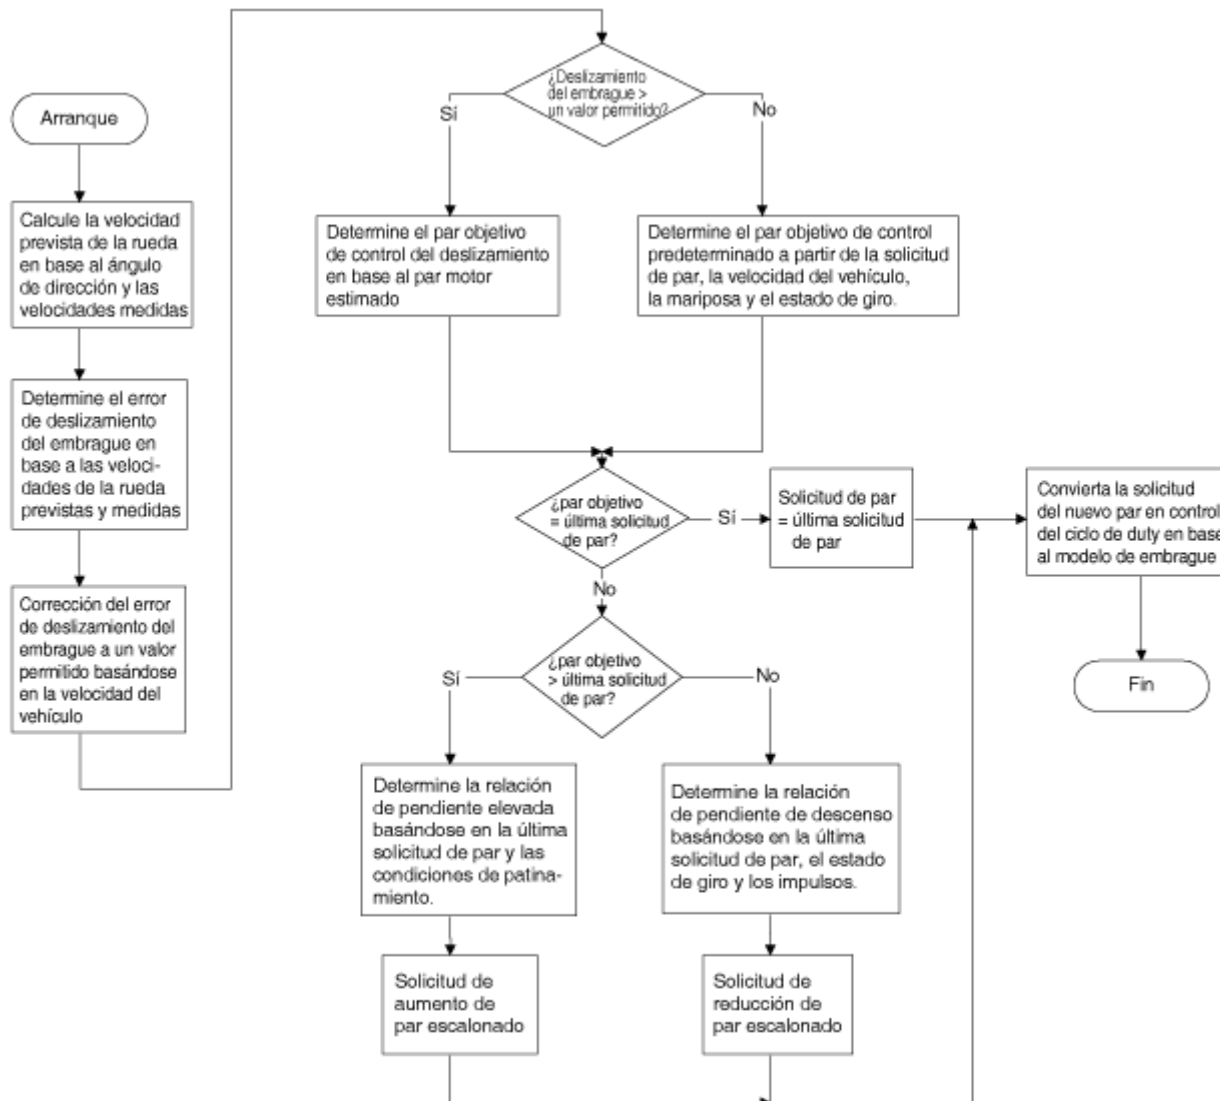 Arranque
Calcule la velocidad
prevista de la rueda
en base al ángulo
de dirección y las
velocidades medidas
Determine el error
de deslizamiento
del embrague en
base a las veloci-
dades de la rueda
previstas y medidas
Corrección del error
de deslizamiento del
embrague a un valor
permitido basándose
en la velocidad del
vehículo
¿Deslizamiento
del embrague >
un valor permitido?
Sí
No
Determine el par objetivo
de control del deslizamiento
en base al par motor
estimado
Determine el par objetivo de control
predeterminado a partir de la solicitud
de par, la velocidad del vehículo,
la mariposa y el estado de giro.
¿par objetivo
= última solicitud
de par?
Sí
Solicitud de par
= última solicitud
de par
Convierta la solicitud
del nuevo par en control
del ciclo de duty en base
al modelo de embrague
Fin
No
¿par objetivo
> última solicitud
de par?
Sí
No
Determine la relación
de pendiente elevada
basándose en la última
solicitud de par y las
condiciones de patina-
miento.
Determine la relación
de pendiente de descenso
basándose en la última
solicitud de par, el estado
de giro y los impulsos.
Solicitud de
aumento de
par escalonado
Solicitud de
reducción de
par escalonado